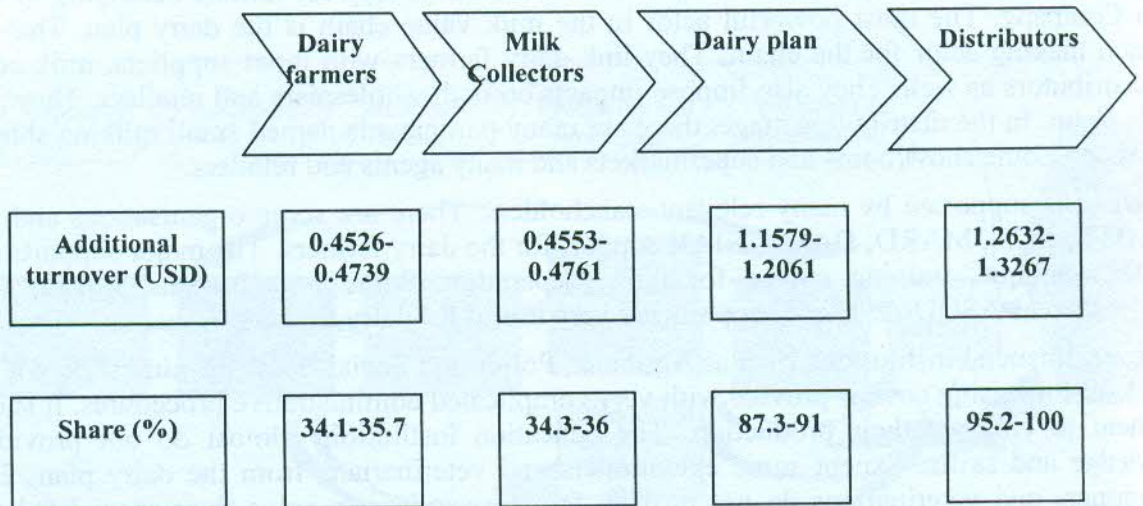 Dairy
farmers
Milk
Collectors
Dairy plan
Distributors
Additional
turnover (USD)
0.4526-
0.4739
0.4553-
0.4761
1.1579-
1.2061
1.2632-
1.3267
Share (%)
34.1-35.7
34.3-36
87.3-91
95.2-100